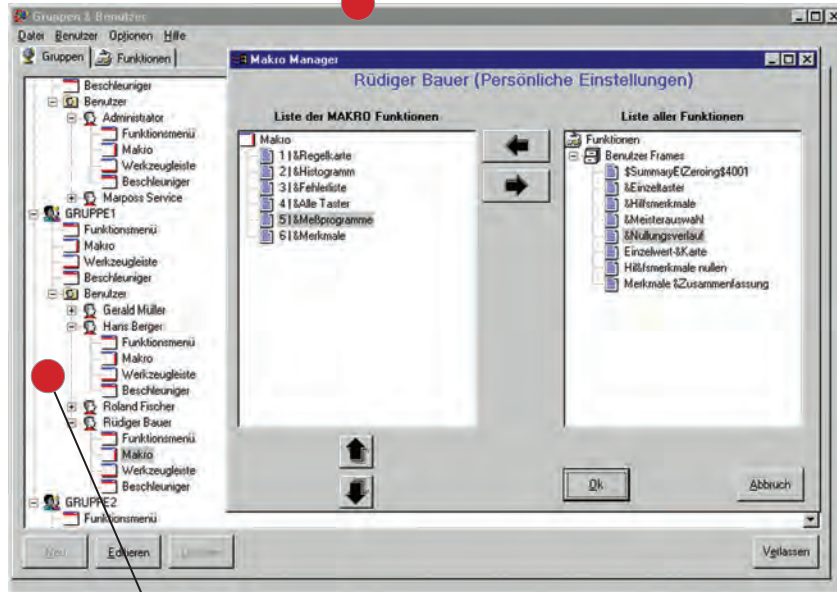 Gruppen & Benutzer
Datei Benutzer Optionen Hilfe
Gruppen Funktionen
Beschleuniger
Benutzer
Administrator
Funktionsmenü
Makro
Werkzeugleiste
Beschleuniger
Marposs Service
GRUPPE1
Funktionsmenü
Makro
Werkzeugleiste
Beschleuniger
Benutzer
Gerald Müller
Hans Berger
Funktionsmenü
Makro
Werkzeugleiste
Beschleuniger
Roland Fischer
Rüdiger Bauer
Funktionsmenü
Makro
Werkzeugleiste
Beschleuniger
GRUPPE2
Funktionsmenü
Neu Editieren Verlassen
Makro Manager
Rüdiger Bauer (Persönliche Einstellungen)
Liste der MAKRO Funktionen
Makro
1 | &Regelkarte
2 | &Histogramm
3 | &Fehlerliste
4 | &Alle Taster
5 | &Meßprogramme
6 | &Merkmale
Liste aller Funktionen
Funktionen
Benutzer Frames
$SummaryE(Zeroing$4001
&Einzeltaster
&Hilfsmerkmale
&Meisterauswahl
&Nullungsverlauf
Einzelwert-&Karte
Hil&fsmerkmale nullen
Merkmale &Zusammenfassung
Ok Abbruch